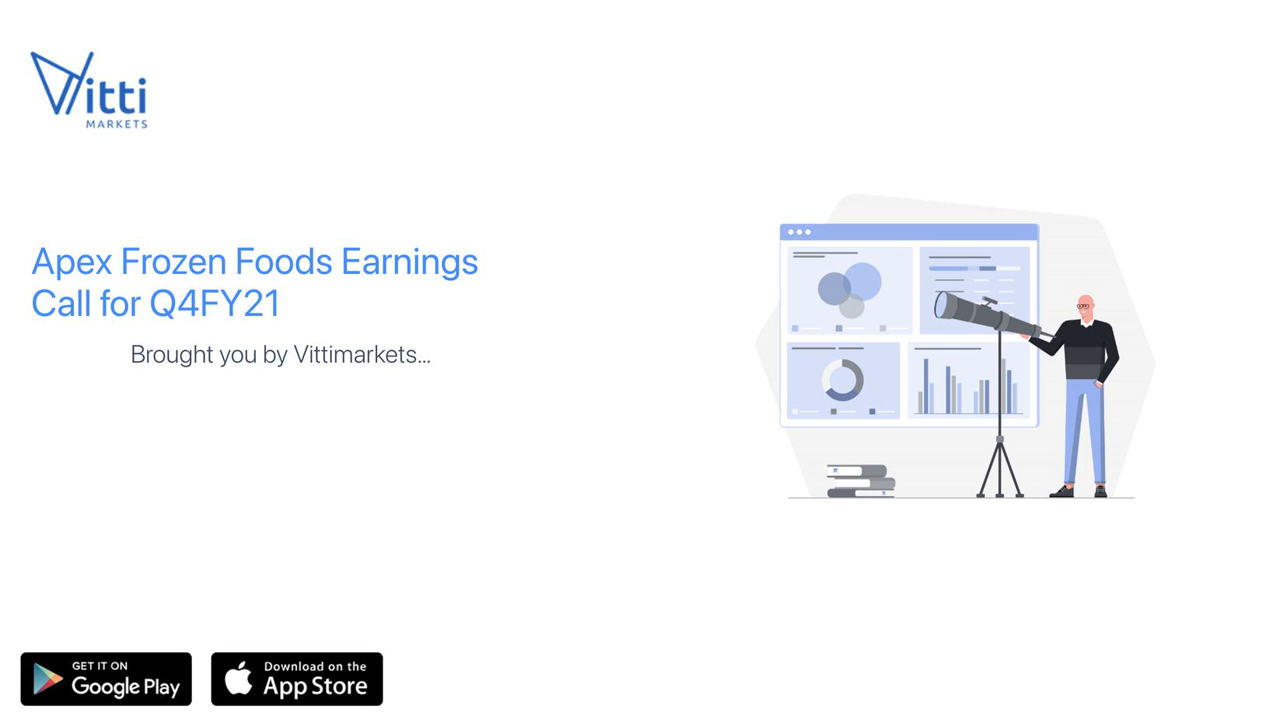 Vitti
MARKETS
Apex Frozen Foods Earnings
Call for Q4FY21
Brought you by Vittimarkets...
GET IT ON
Google Play
Download on the
App Store